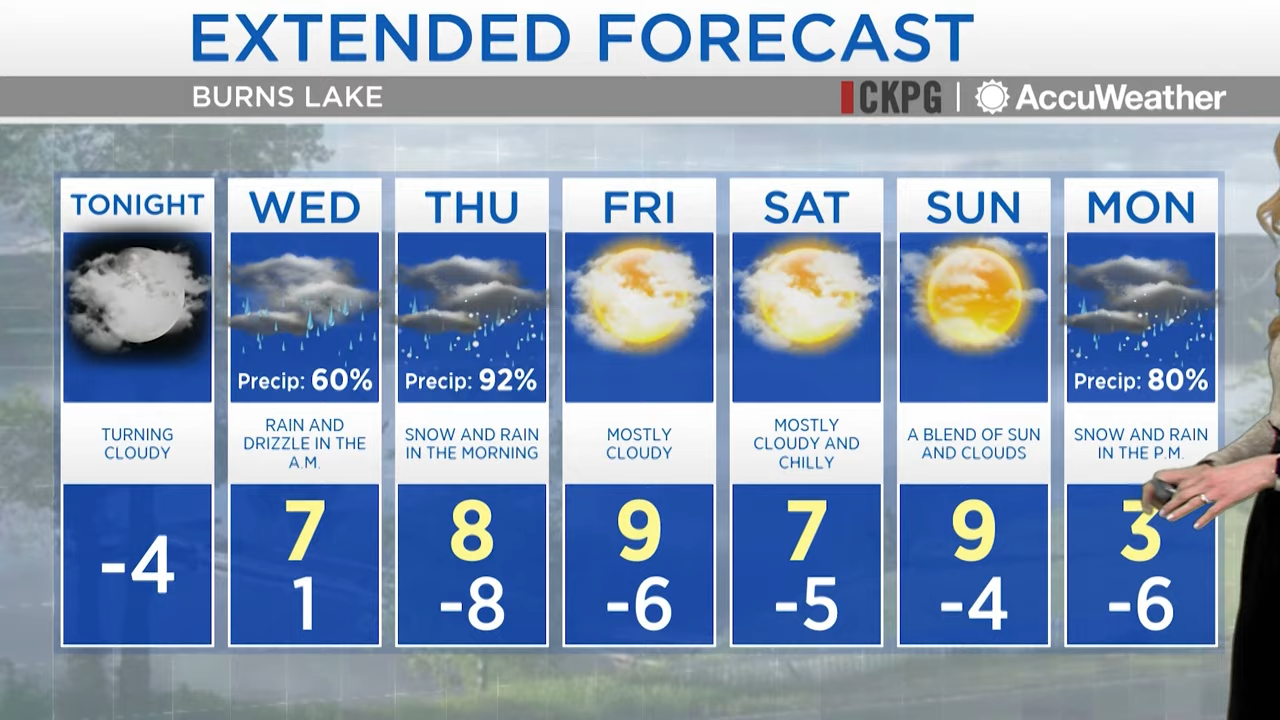 EXTENDED FORECAST
BURNS LAKE
CKPG | AccuWeather
TONIGHT
TURNING
CLOUDY
-4
WED
Precip: 60%
RAIN AND
DRIZZLE IN THE
A.M.
7
1
THU
Precip: 92%
SNOW AND RAIN
IN THE MORNING
8
-8
FRI
MOSTLY
CLOUDY
9
-6
SAT
MOSTLY
CLOUDY AND
CHILLY
7
-5
SUN
A BLEND OF SUN
AND CLOUDS
9
-4
MON
Precip: 80%
SNOW AND RAIN
IN THE P.M.
3
-6